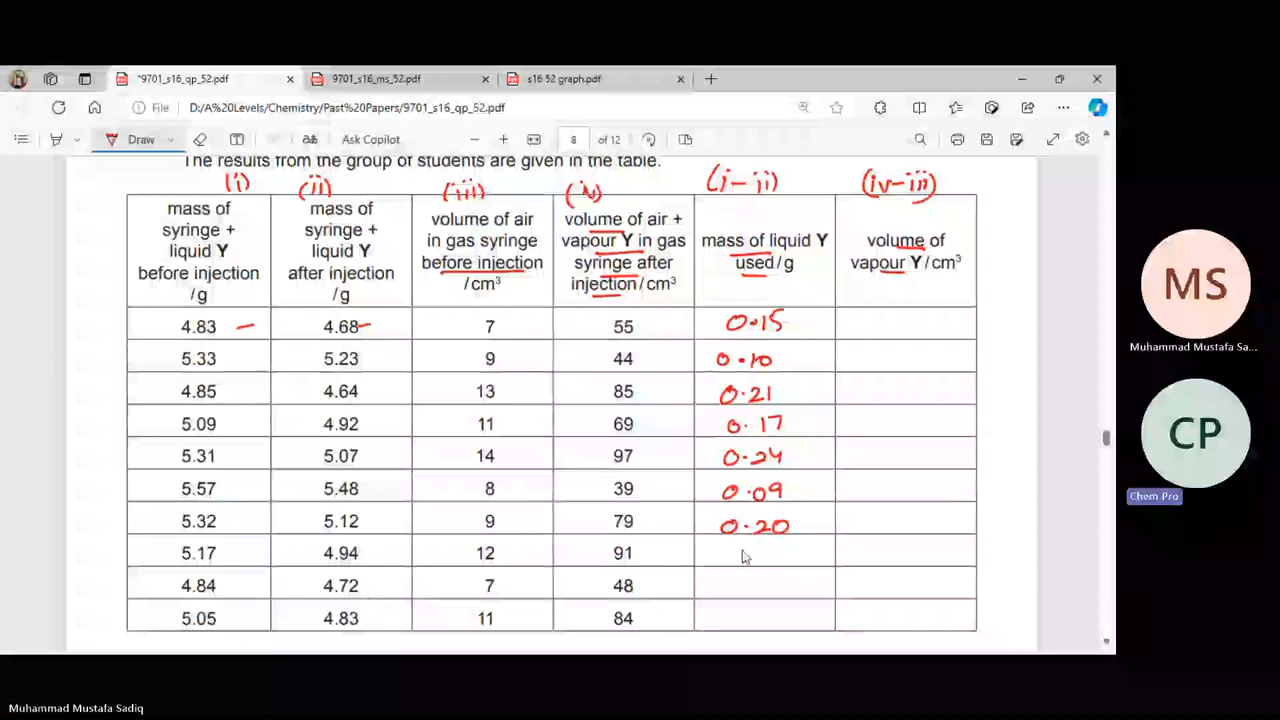 *9701_s16_qp_52.pdf
9701_s16_ms_52.pdf
s16 52 graph.pdf
File
D:/A%20Levels/Chemistry/Past%20Papers/9701_s16_qp_52.pdf
Draw
Ask Copilot
8 of 12
The results from the group of students are given in the table.
(i) (ii) (iii) (iv) (i-ii) (iv-iii)
mass of syringe + liquid Y before injection /g
mass of syringe + liquid Y after injection /g
volume of air in gas syringe before injection /cm³
volume of air + vapour Y in gas syringe after injection/cm³
mass of liquid Y used/g
volume of vapour Y/cm³
4.83 – 4.68 – 7 55 0.15
5.33 5.23 9 44 0.10
4.85 4.64 13 85 0.21
5.09 4.92 11 69 0.17
5.31 5.07 14 97 0.24
5.57 5.48 8 39 0.09
5.32 5.12 9 79 0.20
5.17 4.94 12 91
4.84 4.72 7 48
5.05 4.83 11 84
MS
Muhammad Mustafa Sa...
CP
Chem Pro
Muhammad Mustafa Sadiq